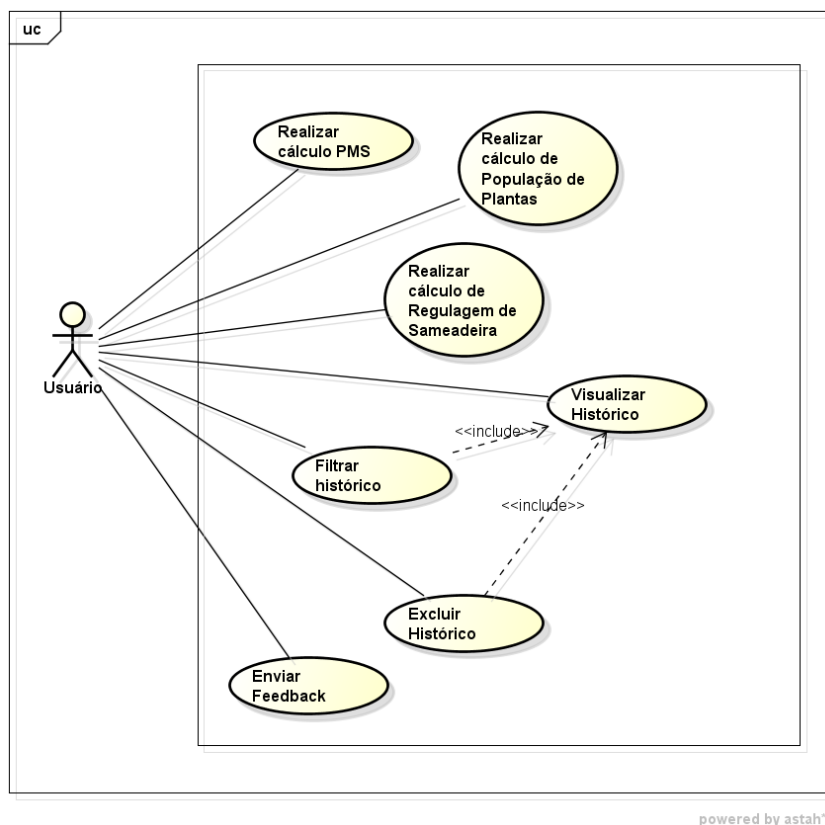 uc
Realizar
cálculo PMS
Realizar
cálculo de
População de
Plantas
Realizar
cálculo de
Regulagem de
Sameadeira
Usuário
Visualizar
Histórico
<<include>>
Filtrar
histórico
<<include>>
Excluir
Histórico
Enviar
Feedback
powered by astah*